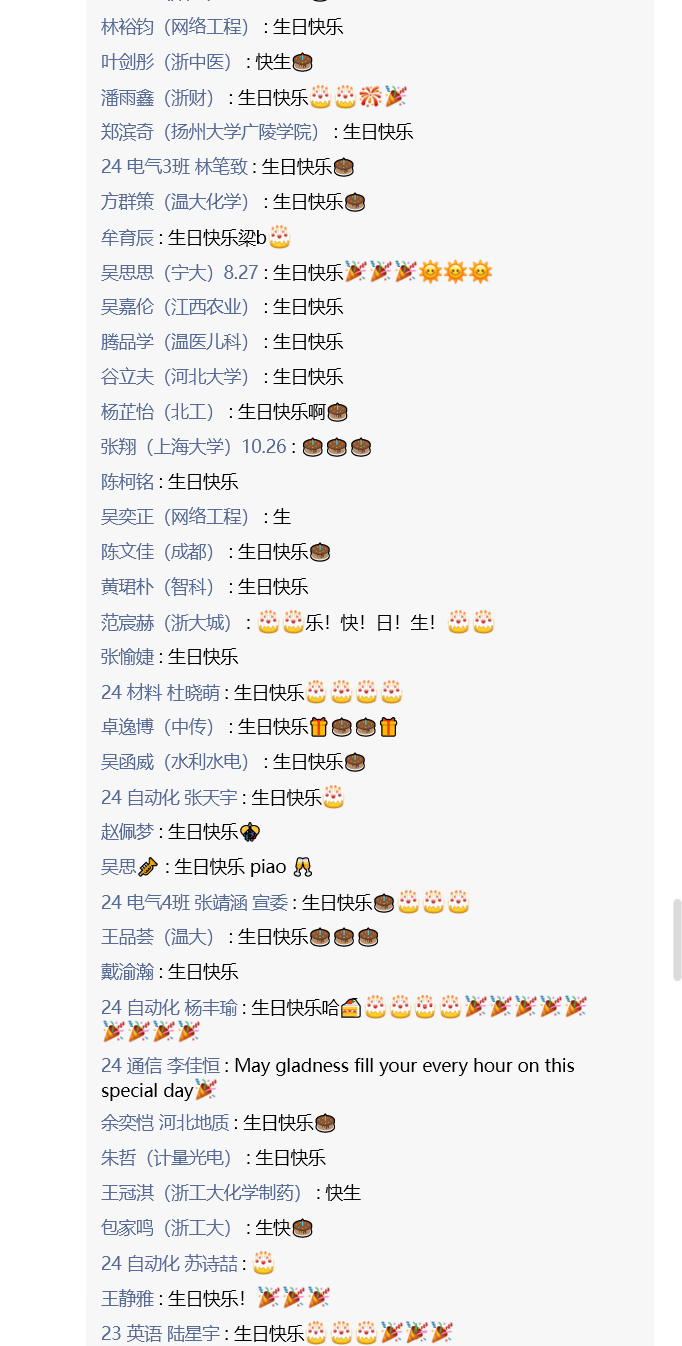 林裕钧（网络工程）：生日快乐
叶剑彤（浙中医）：快生🎂
潘雨鑫（浙财）：生日快乐🎂🎂🎆🎉
郑滨奇（扬州大学广陵学院）：生日快乐
24 电气3班 林笔致：生日快乐🎂
方群策（温大化学）：生日快乐🎂
牟育辰：生日快乐梁b🎂
吴思思（宁大）8.27：生日快乐🎉🎉🎉🌞🌞🌞
吴嘉伦（江西农业）：生日快乐
腾品学（温医儿科）：生日快乐
谷立夫（河北大学）：生日快乐
杨芷怡（北工）：生日快乐啊🎂
张翔（上海大学）10.26：🎂🎂🎂
陈柯铭：生日快乐
吴奕正（网络工程）：生
陈文佳（成都）：生日快乐🎂
黄珺朴（智科）：生日快乐
范宸赫（浙大城）：🎂🎂乐！快！日！生！🎂🎂
张愉婕：生日快乐
24 材料 杜晓萌：生日快乐🎂🎂🎂🎂
卓逸博（中传）：生日快乐🎁🎂🎂🎁
吴函威（水利水电）：生日快乐🎂
24 自动化 张天宇：生日快乐🎂
赵佩梦：生日快乐🐝
吴思🎺：生日快乐 piao 🥂
24 电气4班 张靖涵 宣委：生日快乐🎂🎂🎂🎂
王品荟（温大）：生日快乐🎂🎂🎂
戴渝瀚：生日快乐
24 自动化 杨丰瑜：生日快乐哈🍰🎂🎂🎂🎂🎉🎉🎉🎉🎉
🎉🎉🎉🎉
24 通信 李佳恒：May gladness fill your every hour on this
special day🎉
余奕恺 河北地质：生日快乐🎂
朱哲（计量光电）：生日快乐
王冠淇（浙工大化学制药）：快生
包家鸣（浙工大）：生快🎂
24 自动化 苏诗喆：🎂
王静雅：生日快乐！🎉🎉🎉
23 英语 陆星宇：生日快乐🎂🎂🎂🎉🎉🎉